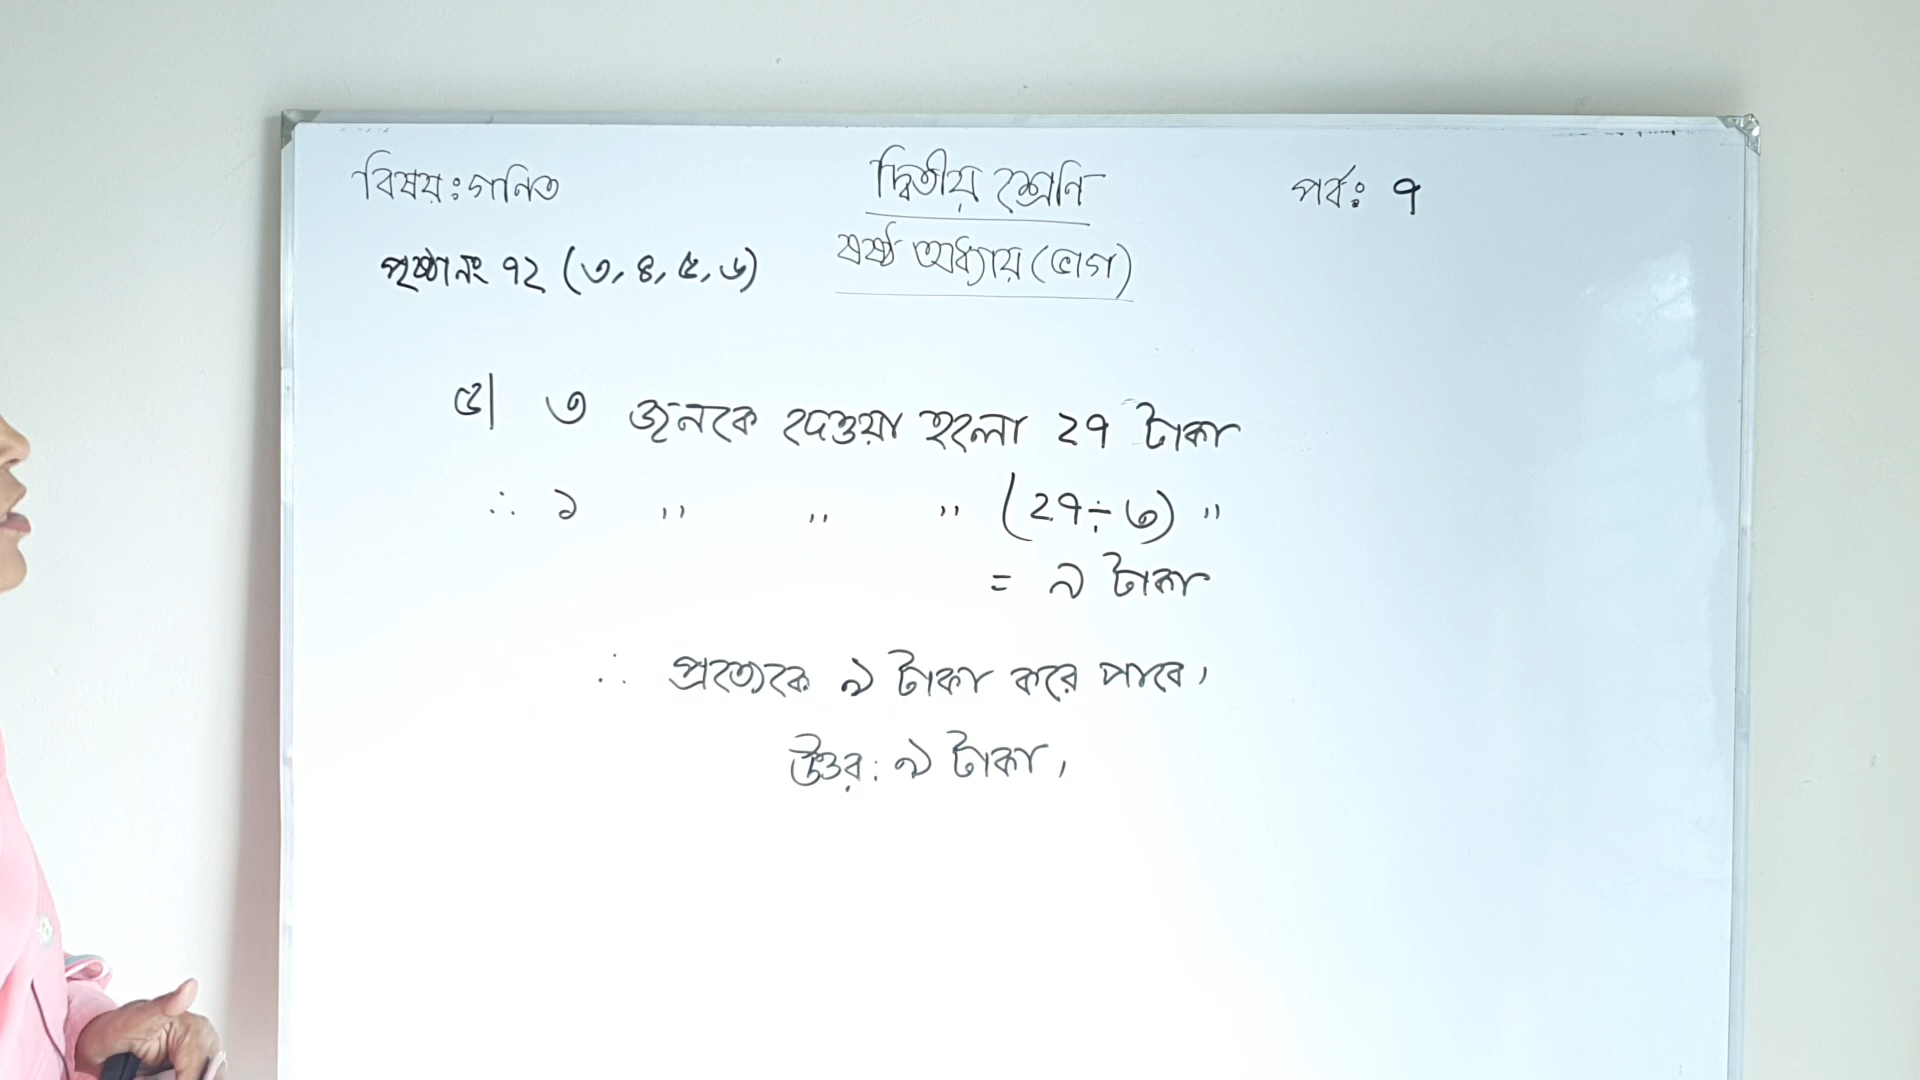 বিষয়ঃ গনিত
দ্বিতীয় শ্রেণি
পর্বঃ ৭
পৃষ্ঠা নং ৭২ (৩, ৪, ৫, ৬)
ষষ্ঠ অধ্যায় (ভাগ)
৫| ৩ জনকে দেওয়া হলো ২৭ টাকা
∴ ১ " " " (২৭÷৩) "
= ৯ টাকা
∴ প্রত্যেকে ৯ টাকা করে পাবে।
উত্তর: ৯ টাকা।